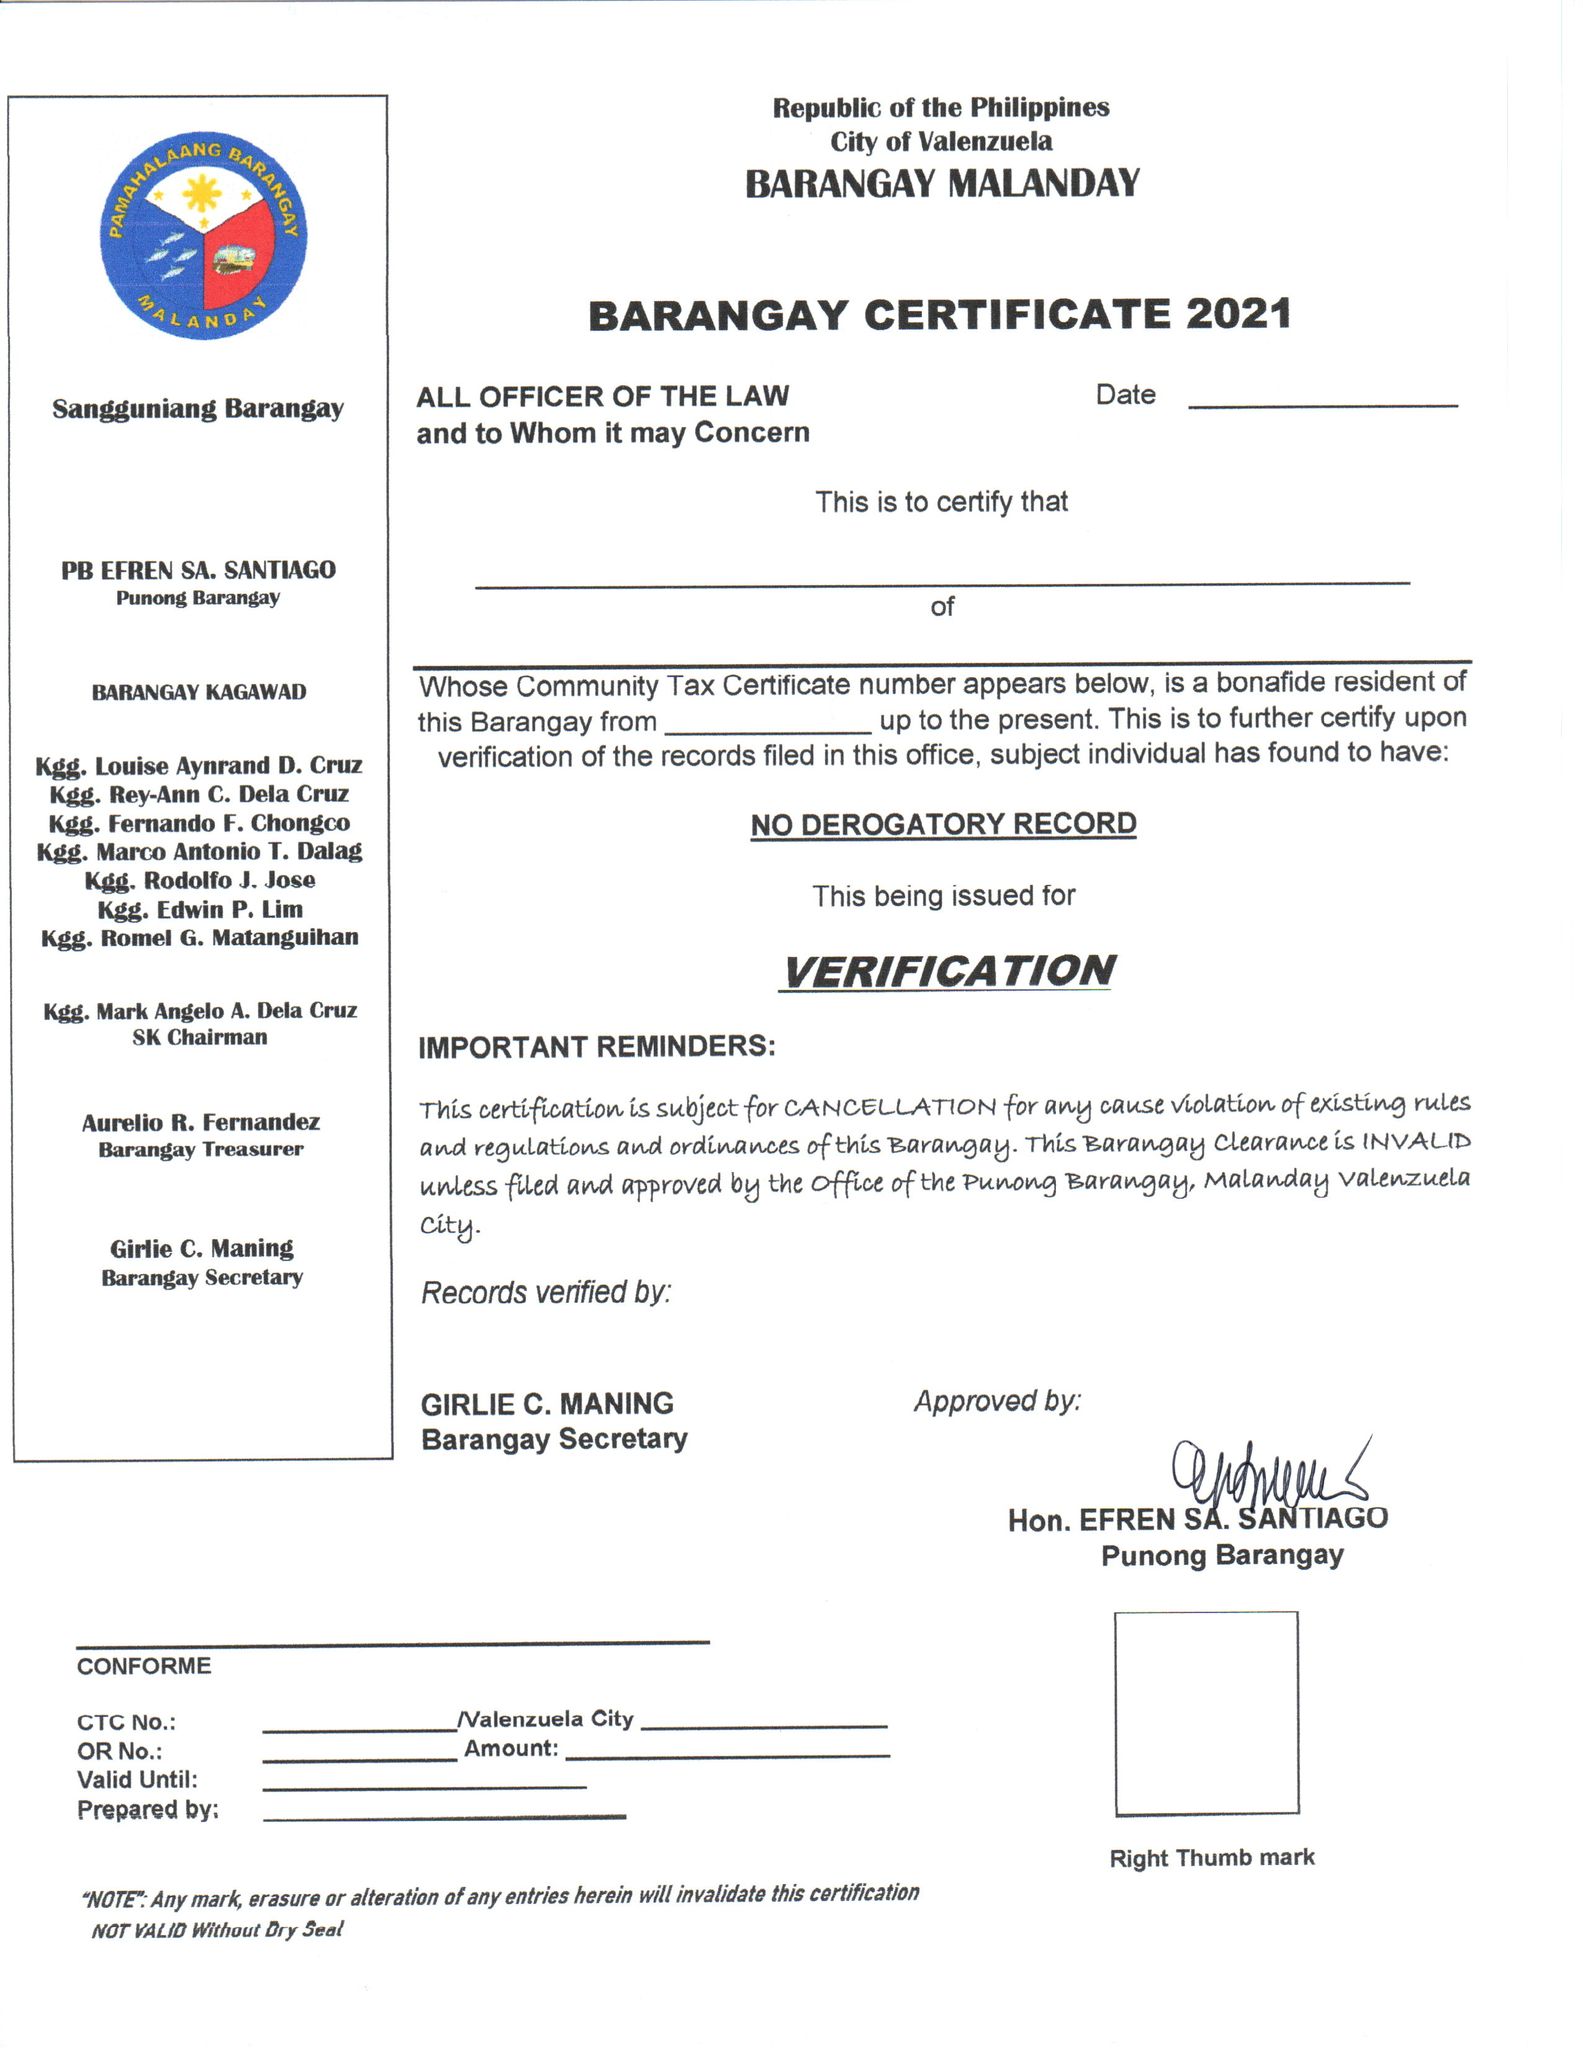 PAMAHALAANG BARANGAY
MALANDAY
Sangguniang Barangay
PB EFREN SA. SANTIAGO
Punong Barangay
BARANGAY KAGAWAD
Kgg. Louise Aynrand D. Cruz
Kgg. Rey-Ann C. Dela Cruz
Kgg. Fernando F. Chongco
Kgg. Marco Antonio T. Dalag
Kgg. Rodolfo J. Jose
Kgg. Edwin P. Lim
Kgg. Romel G. Matanguihan
Kgg. Mark Angelo A. Dela Cruz
SK Chairman
Aurelio R. Fernandez
Barangay Treasurer
Girlie C. Maning
Barangay Secretary
Republic of the Philippines
City of Valenzuela
BARANGAY MALANDAY
BARANGAY CERTIFICATE 2021
ALL OFFICER OF THE LAW
and to Whom it may Concern
Date
This is to certify that
of
Whose Community Tax Certificate number appears below, is a bonafide resident of
this Barangay from ____________ up to the present. This is to further certify upon
verification of the records filed in this office, subject individual has found to have:
NO DEROGATORY RECORD
This being issued for
VERIFICATION
IMPORTANT REMINDERS:
This certification is subject for CANCELLATION for any cause violation of existing rules
and regulations and ordinances of this Barangay. This Barangay Clearance is INVALID
unless filed and approved by the Office of the Punong Barangay, Malanday Valenzuela
City.
Records verified by:
GIRLIE C. MANING
Barangay Secretary
Approved by:
Hon. EFREN SA. SANTIAGO
Punong Barangay
CONFORME
CTC No.: ____________/Valenzuela City ____________
OR No.: ____________ Amount: ____________
Valid Until:
Prepared by:
Right Thumb mark
"NOTE": Any mark, erasure or alteration of any entries herein will invalidate this certification
NOT VALID Without Dry Seal